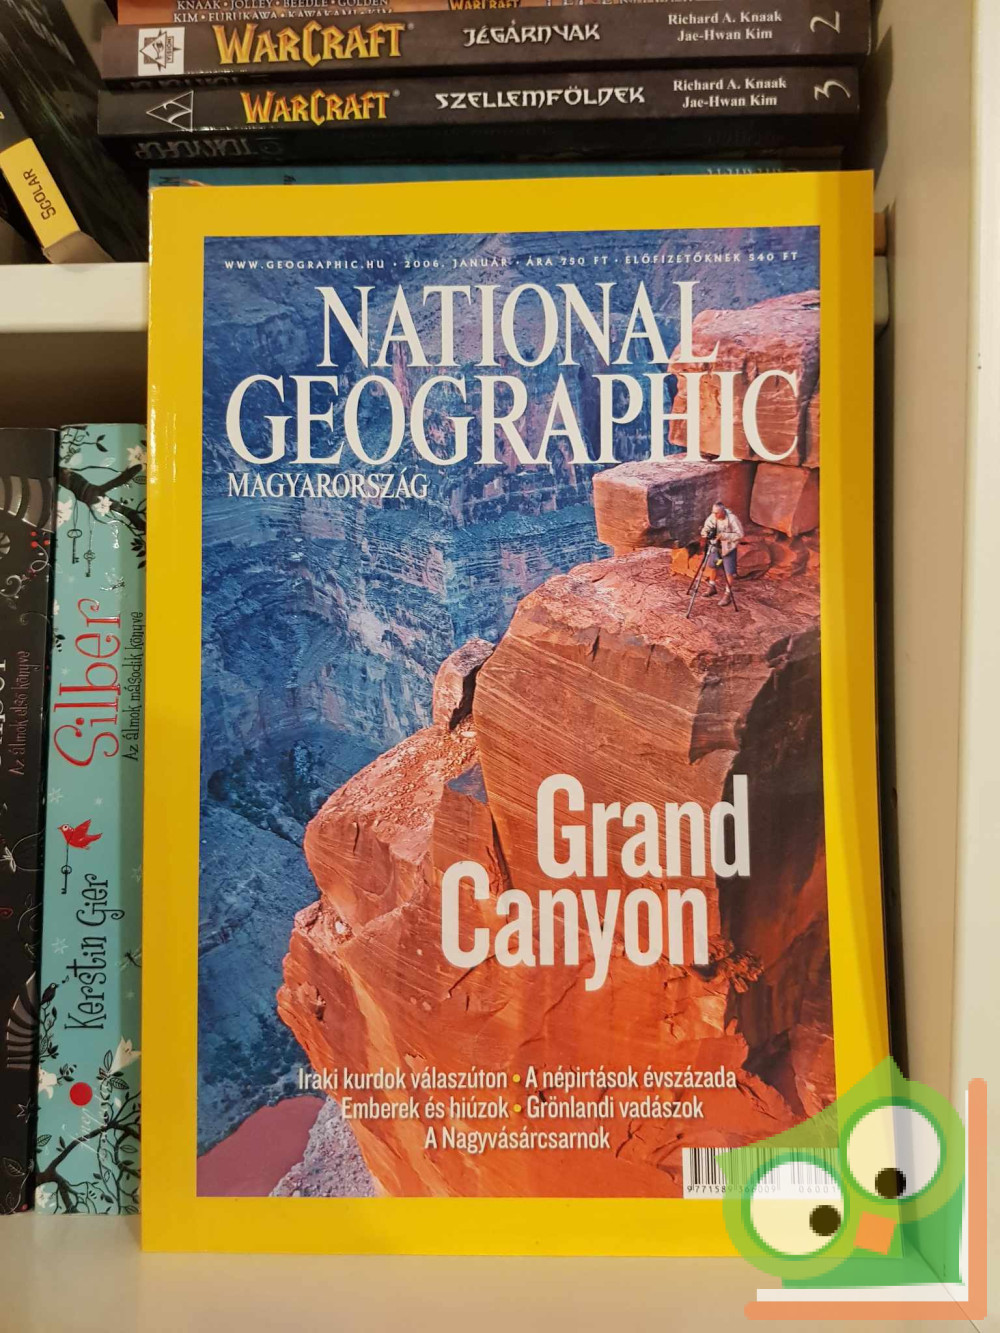 KNAAK • JOLLEY • BEEDLE • GOLDEN
KIM • FURUKAWA • KAWAKAMI • KIM
WARCRAFT
JÉGÁRNYAK
Richard A. Knaak
Jae-Hwan Kim
2
WARCRAFT
SZELLEMFÖLDEK
Richard A. Knaak
Jae-Hwan Kim
3
SCOLAR
WWW.GEOGRAPHIC.HU • 2006. JANUÁR • ÁRA 750 FT • ELŐFIZETŐKNEK 540 FT
NATIONAL
GEOGRAPHIC
MAGYARORSZÁG
Grand
Canyon
Iraki kurdok válaszúton • A népirtások évszázada
Emberek és hiúzok • Grönlandi vadászok
A Nagyvásárcsarnok
Az álmok első könyve
Silber
Az álmok második könyve
Kerstin Gier